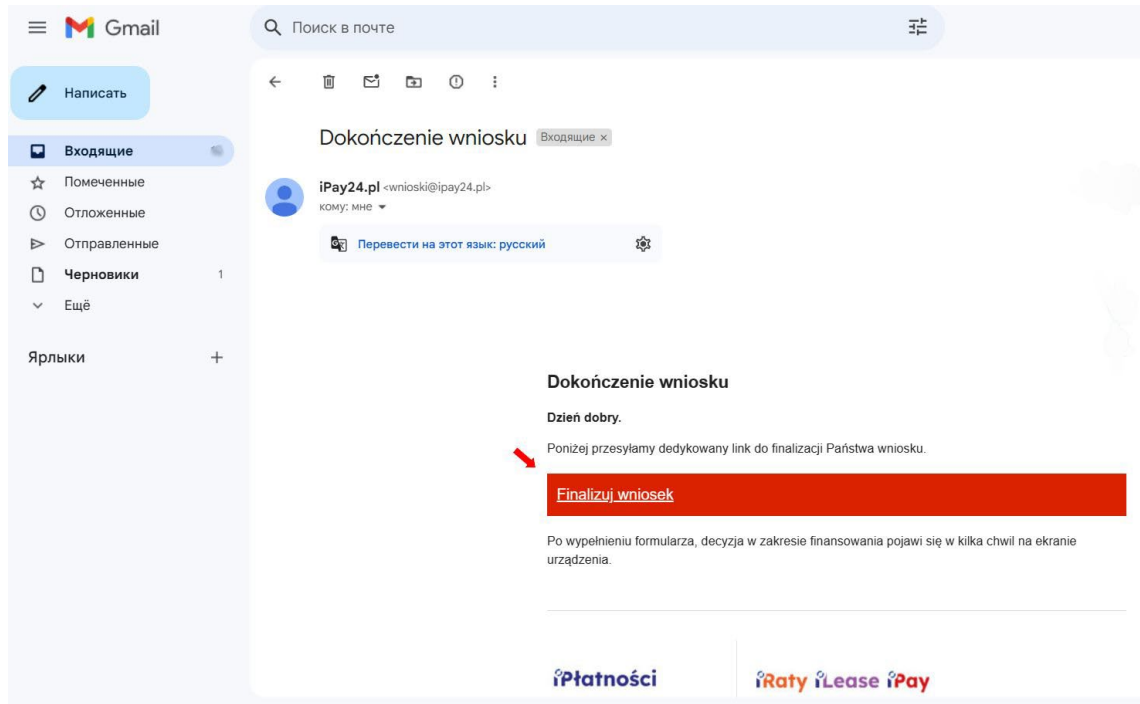 Gmail
Поиск в почте
Написать
Входящие
Помеченные
Отложенные
Отправленные
Черновики 1
Ещё
Ярлыки +
Dokończenie wniosku Входящие ×
iPay24.pl <wnioski@ipay24.pl>
кому: мне
Перевести на этот язык: русский
Dokończenie wniosku
Dzień dobry.
Poniżej przesyłamy dedykowany link do finalizacji Państwa wniosku.
Finalizuj wniosek
Po wypełnieniu formularza, decyzja w zakresie finansowania pojawi się w kilka chwil na ekranie
urządzenia.
iPłatności
iRaty iLease iPay